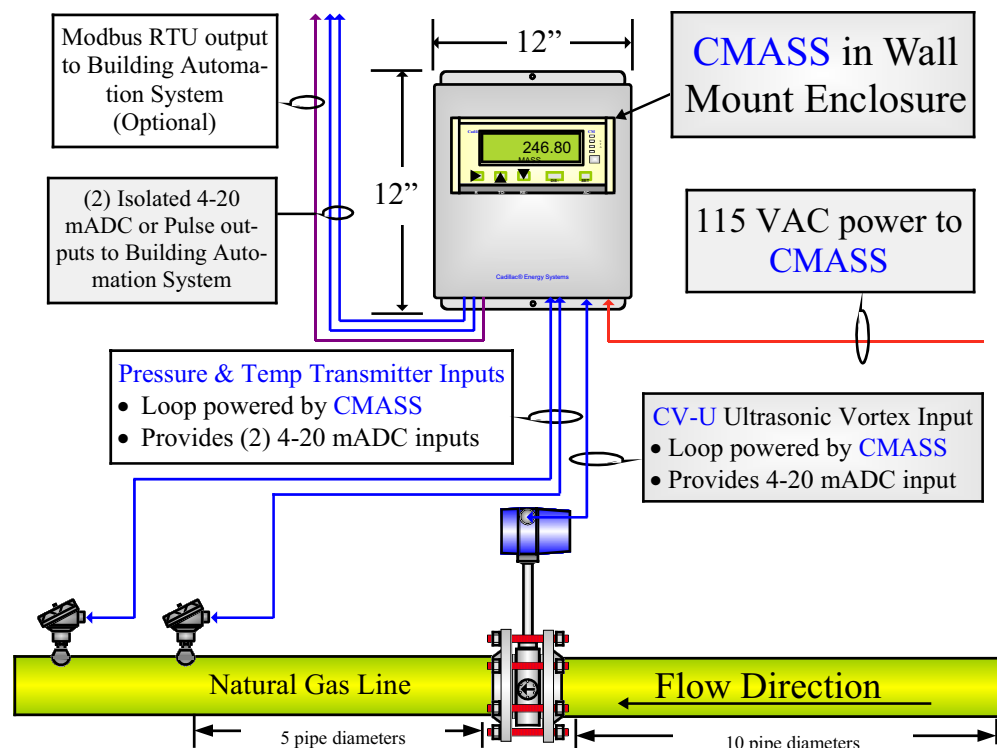 Modbus RTU output
to Building Automa-
tion System
(Optional)
12”
CMASS in Wall
Mount Enclosure
246.80
MASS
12”
(2) Isolated 4-20
mADC or Pulse out-
puts to Building Auto-
mation System
115 VAC power to
CMASS
Cadillac® Energy Systems
Pressure & Temp Transmitter Inputs
• Loop powered by CMASS
• Provides (2) 4-20 mADC inputs
CV-U Ultrasonic Vortex Input
• Loop powered by CMASS
• Provides 4-20 mADC input
Natural Gas Line
Flow Direction
5 pipe diameters
10 pipe diameters